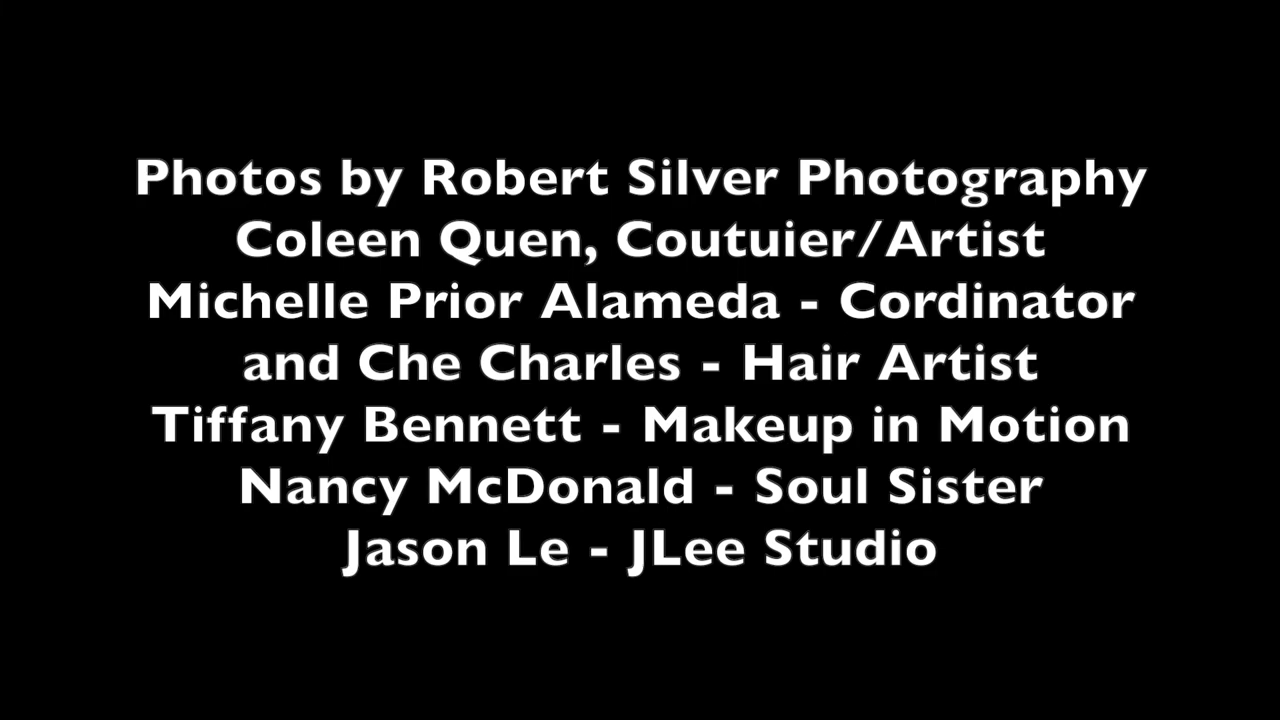 Photos by Robert Silver Photography
Coleen Quen, Coutuier/Artist
Michelle Prior Alameda - Cordinator
and Che Charles - Hair Artist
Tiffany Bennett - Makeup in Motion
Nancy McDonald - Soul Sister
Jason Le - JLee Studio